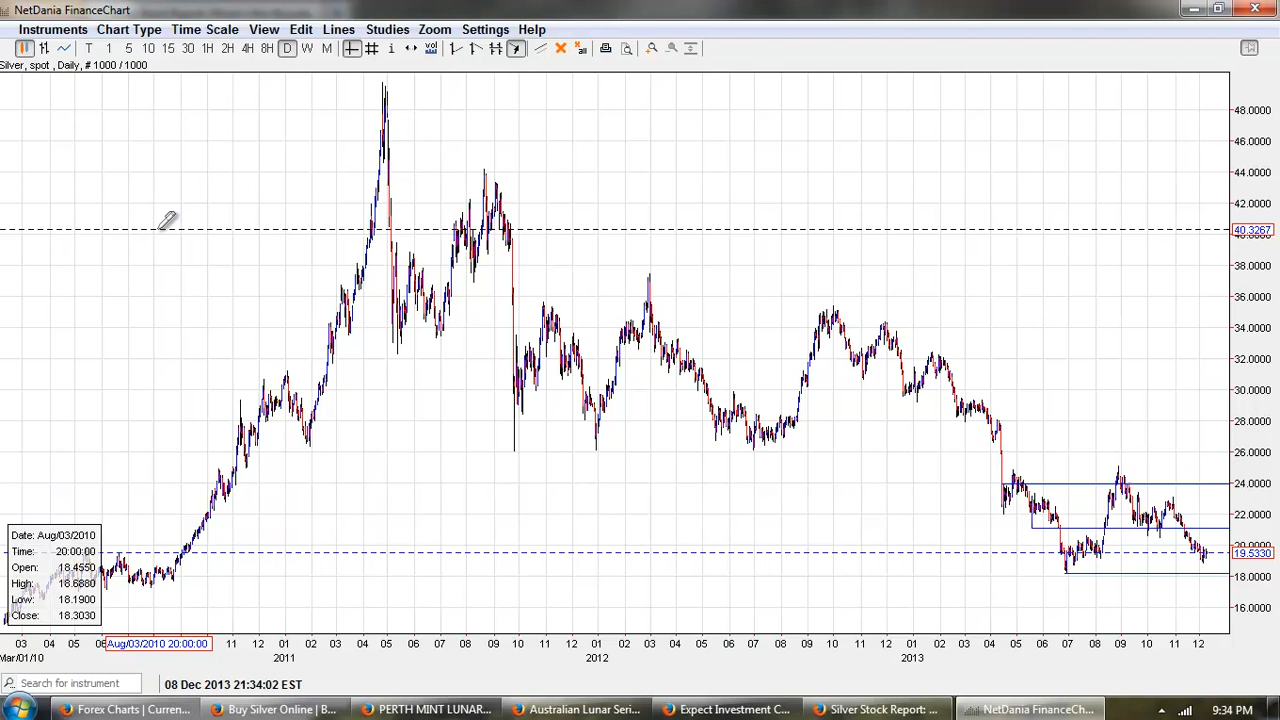 NetDania FinanceChart
Instruments Chart Type Time Scale View Edit Lines Studies Zoom Settings Help
T 1 5 10 15 30 1H 2H 4H 8H D W M i vol
Silver, spot , Daily, # 1000 / 1000
48.0000
46.0000
44.0000
42.0000
40.3267
38.0000
36.0000
34.0000
32.0000
30.0000
28.0000
26.0000
24.0000
22.0000
19.5330
18.0000
16.0000
Date: Aug/03/2010
Time: 20:00:00
Open: 18.4550
High: 18.6880
Low: 18.1900
Close: 18.3030
03 04 05 Aug/03/2010 20:00:00 11 01 02 03 04 05 06 07 08 09 10 11 12 01 02 03 04 05 06 07 08 09 10 11 12 01 02 03 04 05 06 07 08 09 10 11 12
Mar/01/10 2011 2012 2013
Search for instrument 08 Dec 2013 21:34:02 EST
Forex Charts | Curren... Buy Silver Online | B... PERTH MINT LUNAR... Australian Lunar Seri... Expect Investment C... Silver Stock Report: ... NetDania FinanceChart 9:34 PM